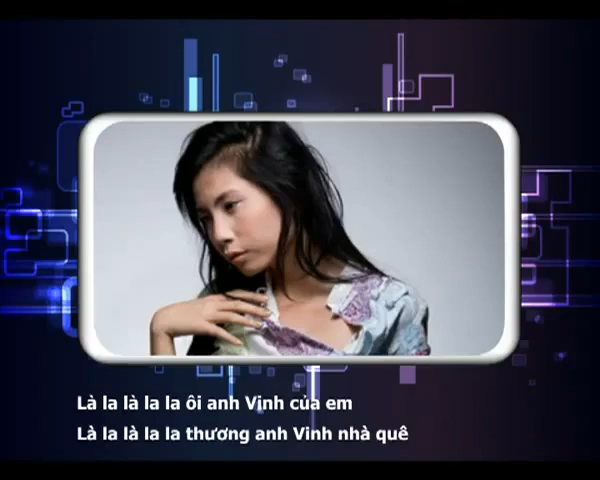 Là la là la la ôi anh Vinh của em
Là la là la la thương anh Vinh nhà quê